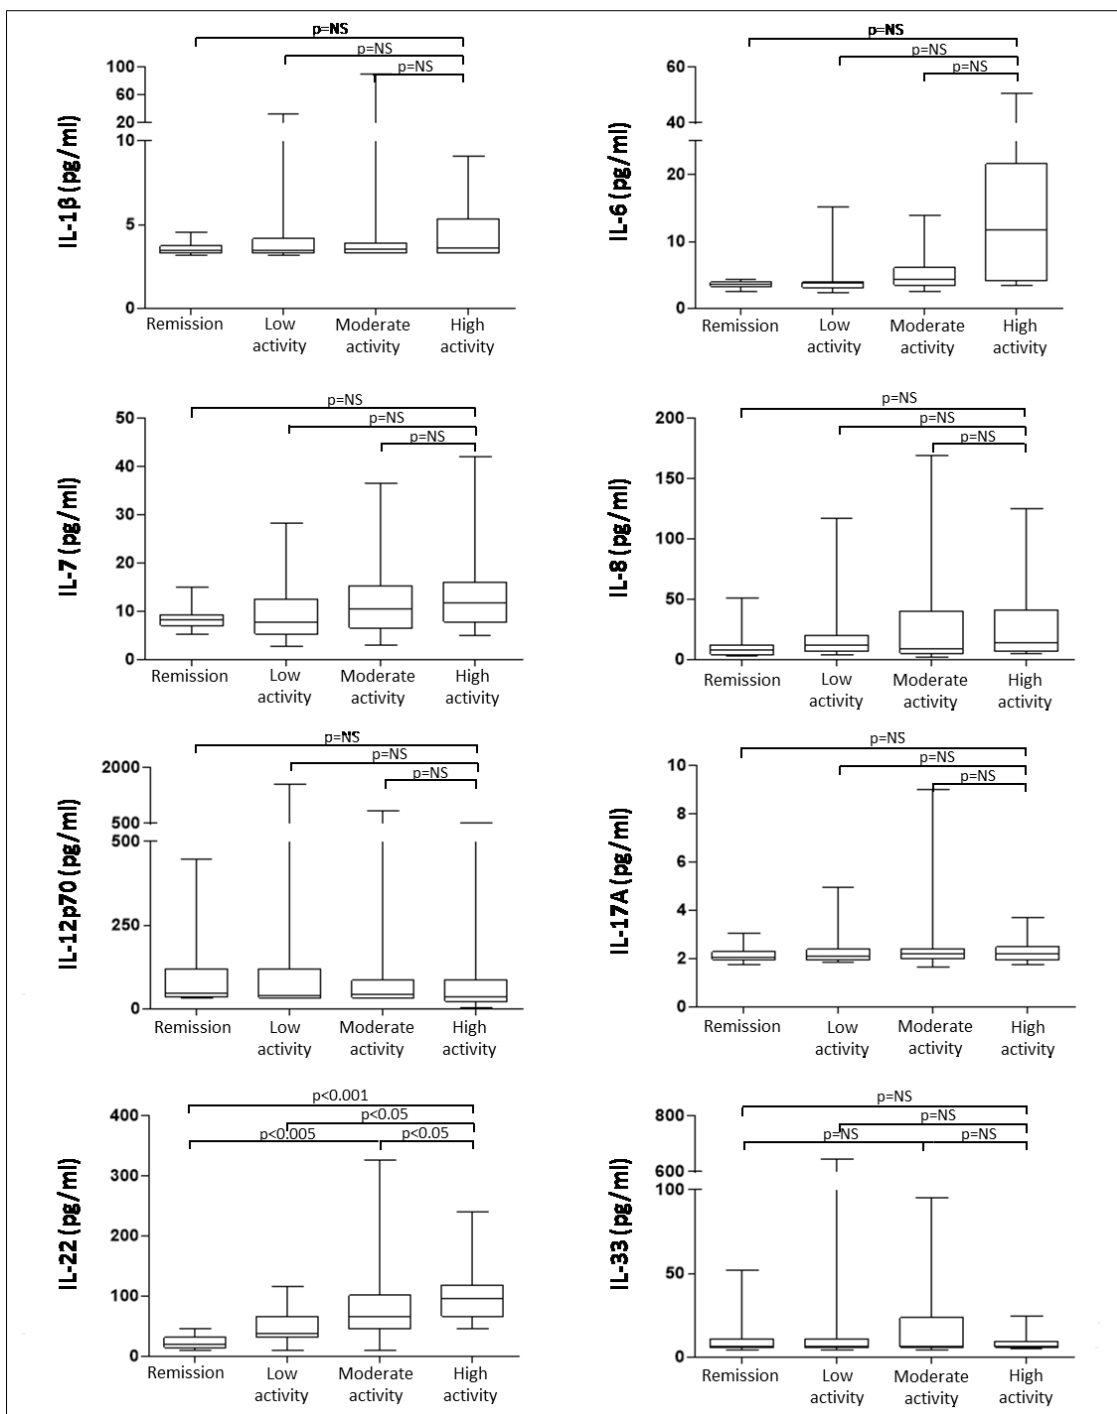 p=NS
p=NS
p=NS
100
60
20
10
5
0
IL-1β (pg/ml)
Remission
Low
activity
Moderate
activity
High
activity
p=NS
p=NS
p=NS
60
40
20
10
0
IL-6 (pg/ml)
Remission
Low
activity
Moderate
activity
High
activity
p=NS
p=NS
p=NS
50
40
30
20
10
0
IL-7 (pg/ml)
Remission
Low
activity
Moderate
activity
High
activity
p=NS
p=NS
p=NS
200
150
100
50
0
IL-8 (pg/ml)
Remission
Low
activity
Moderate
activity
High
activity
p=NS
p=NS
p=NS
2000
500
500
250
0
IL-12p70 (pg/ml)
Remission
Low
activity
Moderate
activity
High
activity
p=NS
p=NS
p=NS
10
8
6
4
2
0
IL-17A (pg/ml)
Remission
Low
activity
Moderate
activity
High
activity
p<0.001
p<0.05
p<0.005
p<0.05
400
300
200
100
0
IL-22 (pg/ml)
Remission
Low
activity
Moderate
activity
High
activity
p=NS
p=NS
p=NS
p=NS
800
600
100
50
0
IL-33 (pg/ml)
Remission
Low
activity
Moderate
activity
High
activity